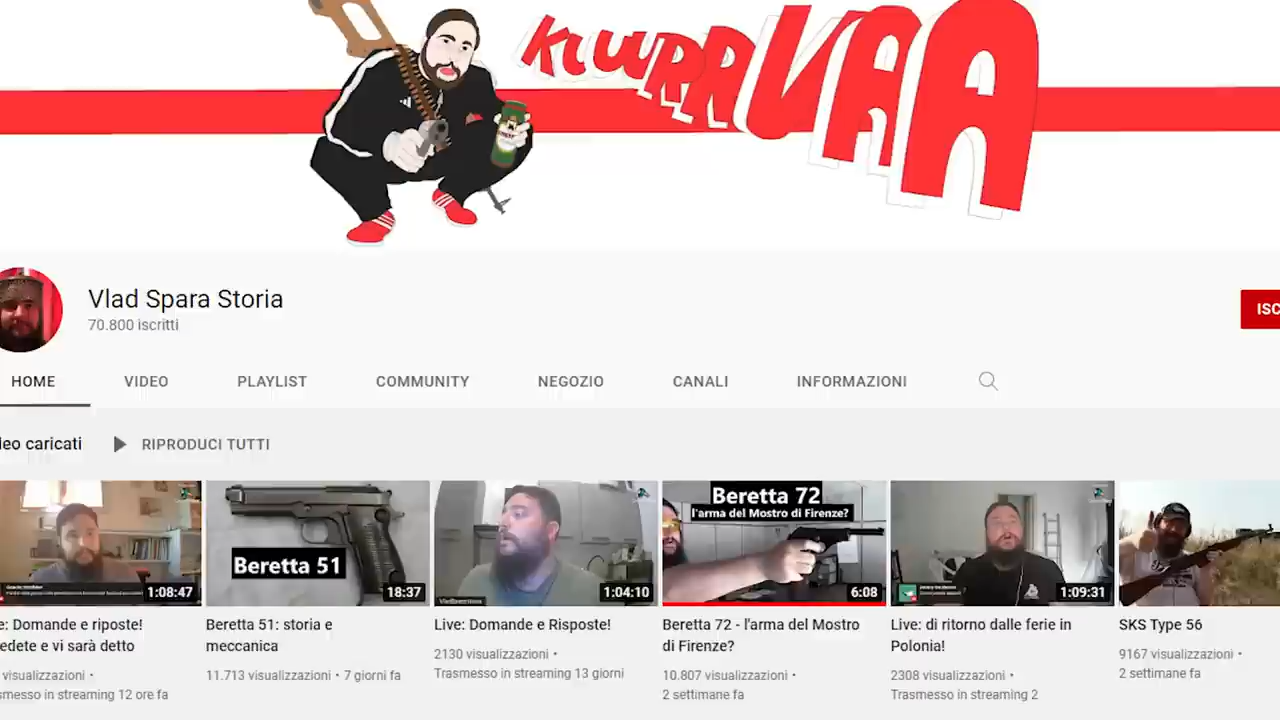 KUURRVAA
Vlad Spara Storia
70.800 iscritti
ISC
HOME
VIDEO
PLAYLIST
COMMUNITY
NEGOZIO
CANALI
INFORMAZIONI
leo caricati
RIPRODUCI TUTTI
1:08:47
Beretta 51
18:37
1:04:10
Beretta 72
l'arma del Mostro di Firenze?
6:08
1:09:31
e: Domande e riposte!
edete e vi sarà detto
visualizzazioni •
smesso in streaming 12 ore fa
Beretta 51: storia e
meccanica
11.713 visualizzazioni • 7 giorni fa
Live: Domande e Risposte!
2130 visualizzazioni •
Trasmesso in streaming 13 giorni
Beretta 72 - l'arma del Mostro
di Firenze?
10.807 visualizzazioni •
2 settimane fa
Live: di ritorno dalle ferie in
Polonia!
2308 visualizzazioni •
Trasmesso in streaming 2
SKS Type 56
9167 visualizzazioni •
2 settimane fa